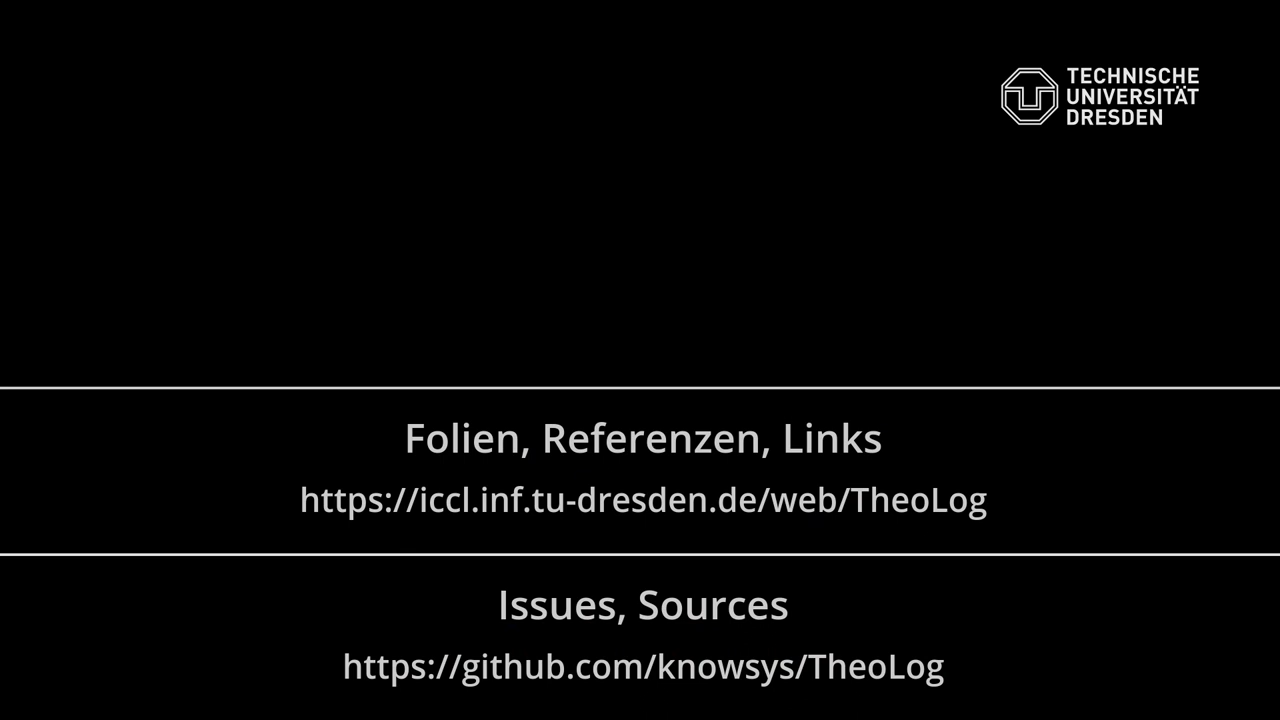 TECHNISCHE
UNIVERSITÄT
DRESDEN
Folien, Referenzen, Links
https://iccl.inf.tu-dresden.de/web/TheoLog
Issues, Sources
https://github.com/knowsys/TheoLog